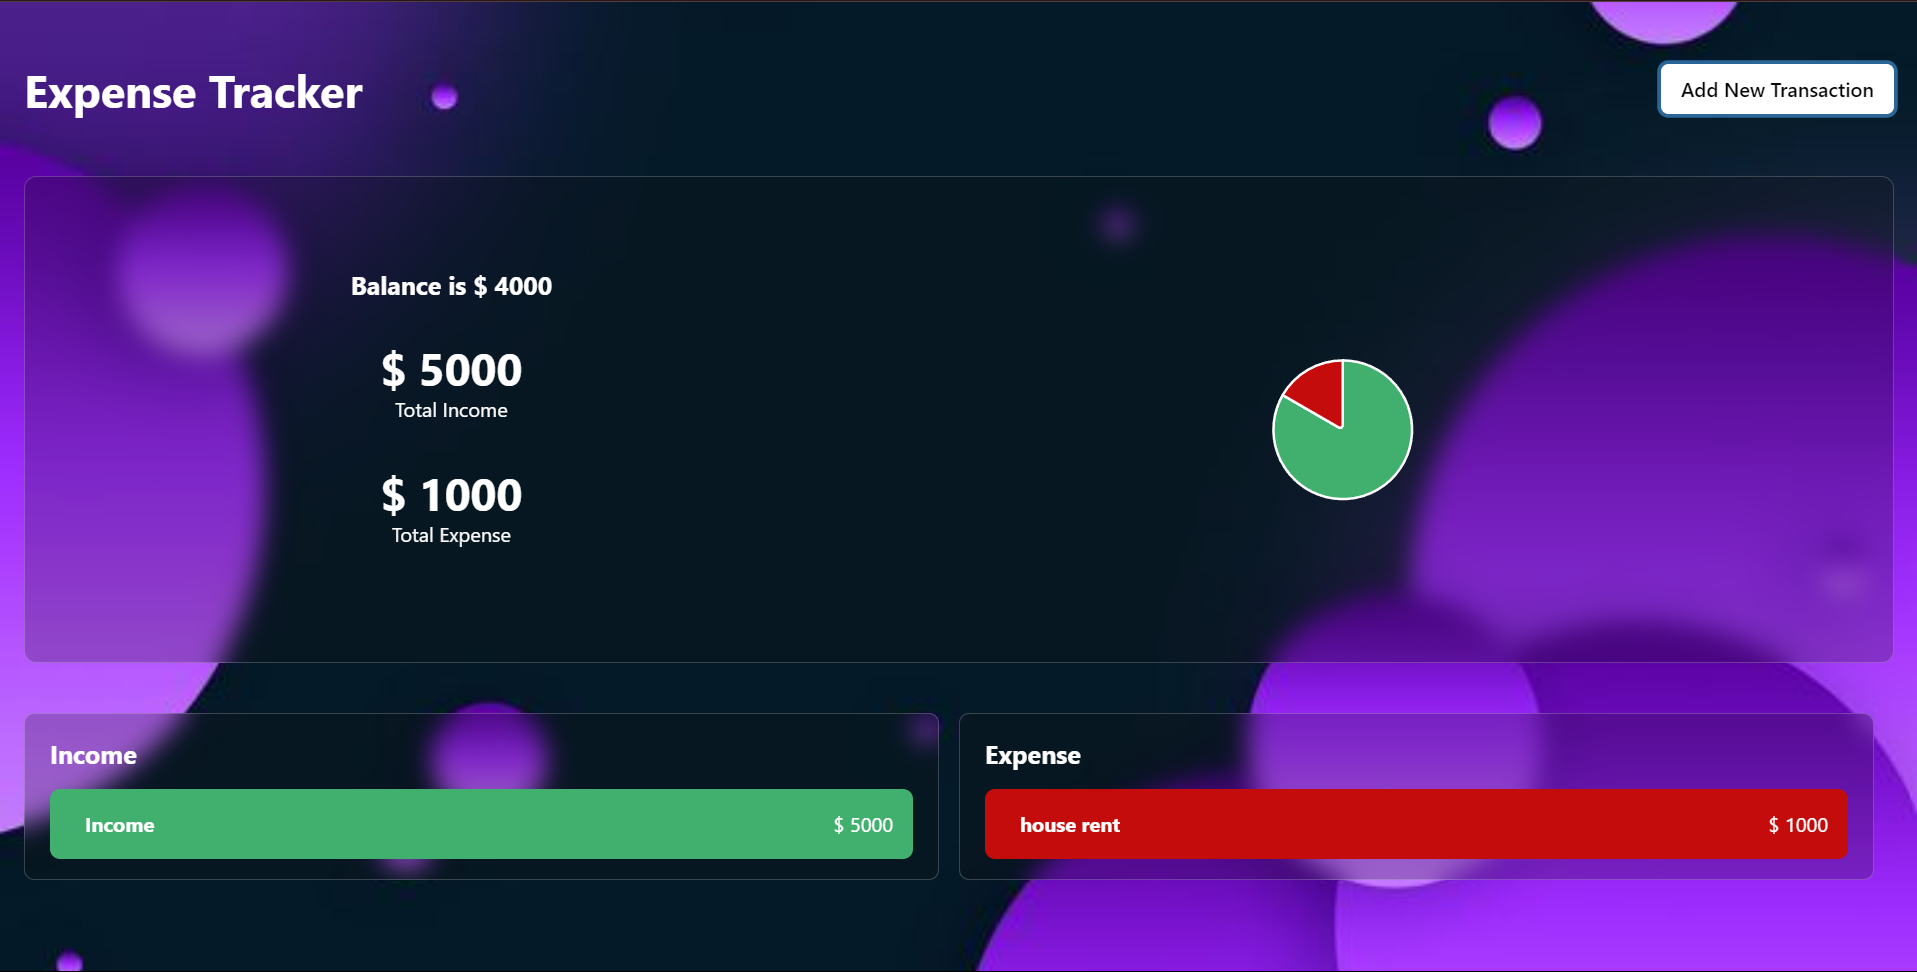 Expense Tracker
Add New Transaction
Balance is $ 4000
$ 5000
Total Income
$ 1000
Total Expense
Income
Income $ 5000
Expense
house rent $ 1000